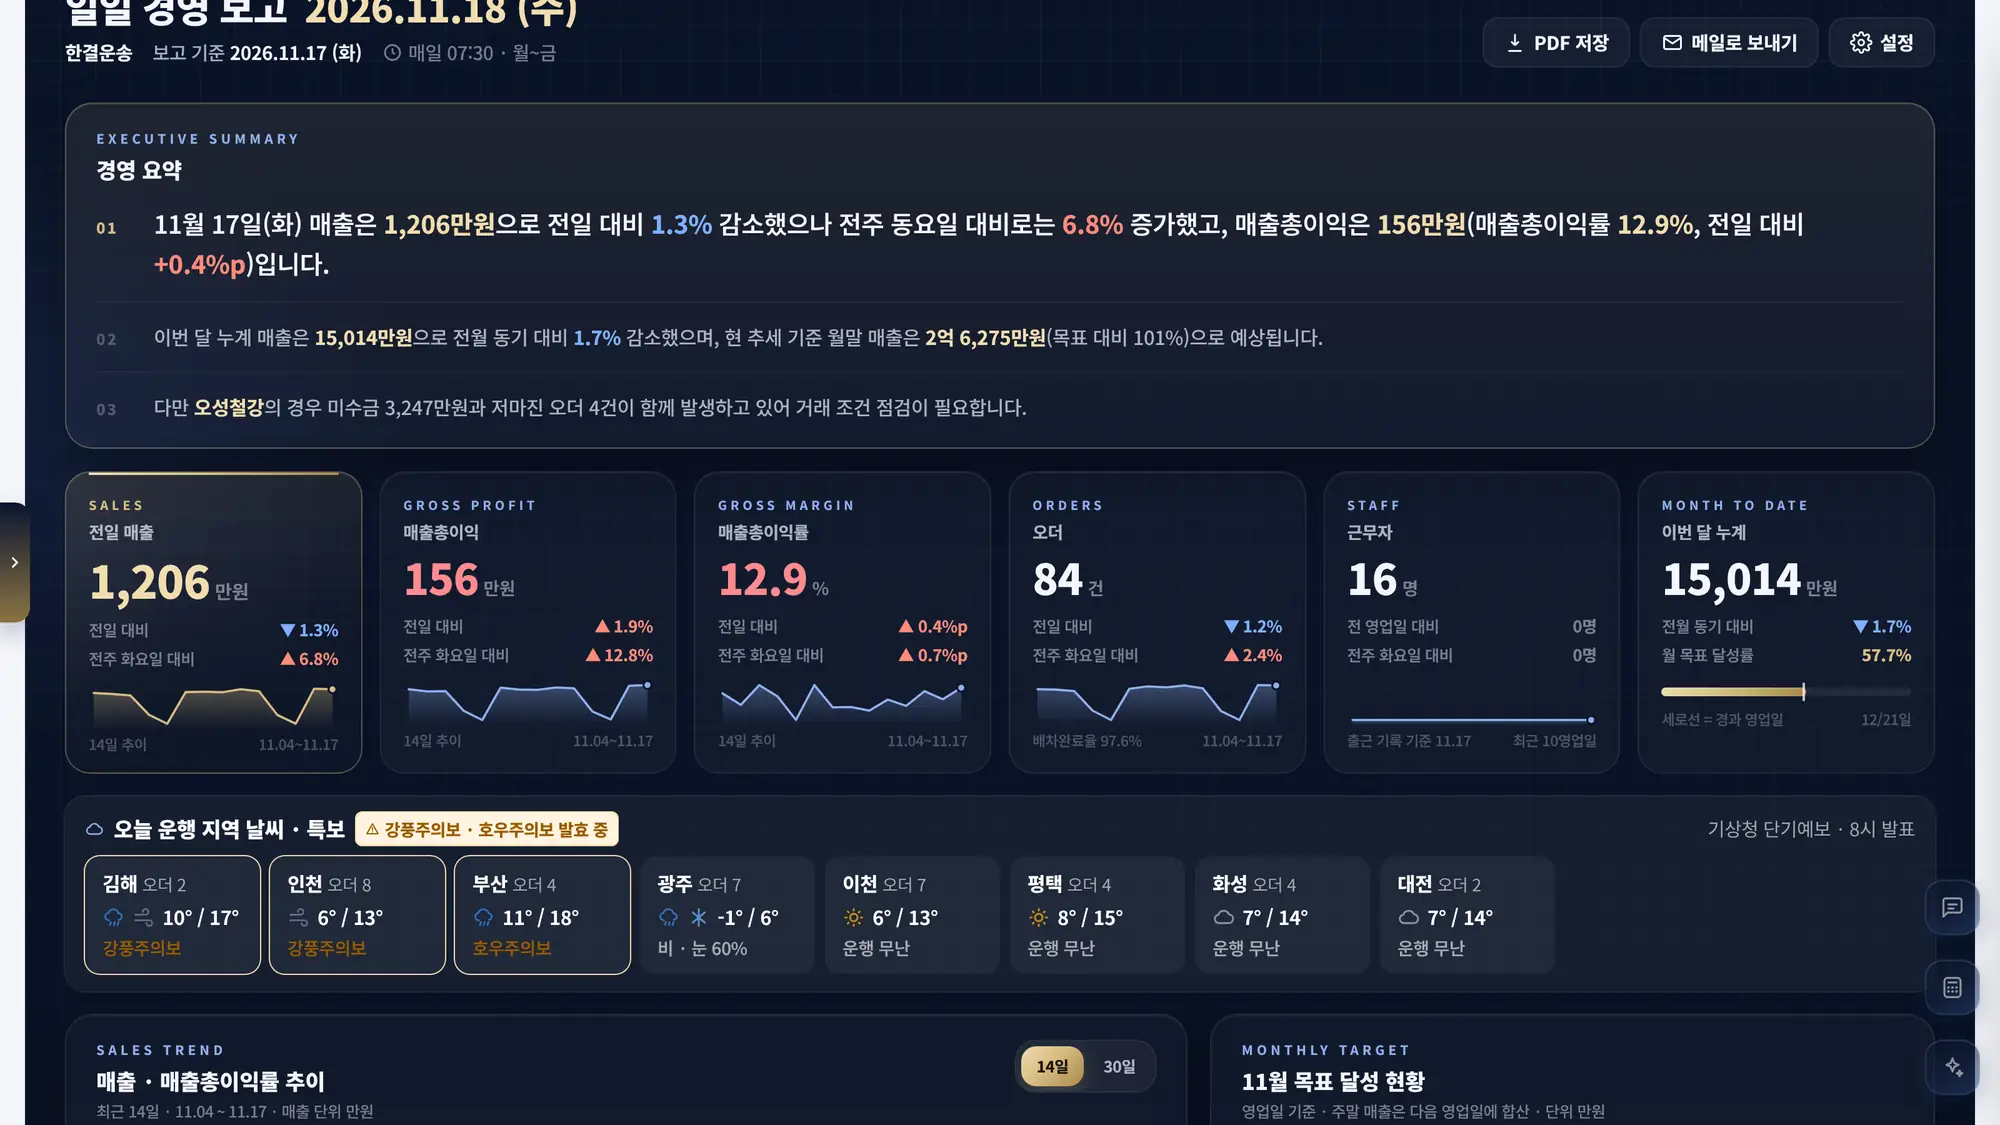 일일 경영 보고 2026.11.18 (수)
한결운송 보고 기준 2026.11.17 (화) 매일 07:30 · 월~금
PDF 저장
메일로 보내기
설정
EXECUTIVE SUMMARY
경영 요약
01 11월 17일(화) 매출은 1,206만원으로 전일 대비 1.3% 감소했으나 전주 동요일 대비로는 6.8% 증가했고, 매출총이익은 156만원(매출총이익률 12.9%, 전일 대비
+0.4%p)입니다.
02 이번 달 누계 매출은 15,014만원으로 전월 동기 대비 1.7% 감소했으며, 현 추세 기준 월말 매출은 2억 6,275만원(목표 대비 101%)으로 예상됩니다.
03 다만 오성철강의 경우 미수금 3,247만원과 저마진 오더 4건이 함께 발생하고 있어 거래 조건 점검이 필요합니다.
SALES
전일 매출
1,206 만원
전일 대비 ▼1.3%
전주 화요일 대비 ▲6.8%
14일 추이 11.04~11.17
GROSS PROFIT
매출총이익
156 만원
전일 대비 ▲1.9%
전주 화요일 대비 ▲12.8%
14일 추이 11.04~11.17
GROSS MARGIN
매출총이익률
12.9 %
전일 대비 ▲0.4%p
전주 화요일 대비 ▲0.7%p
14일 추이 11.04~11.17
ORDERS
오더
84 건
전일 대비 ▼1.2%
전주 화요일 대비 ▲2.4%
배차완료율 97.6% 11.04~11.17
STAFF
근무자
16 명
전 영업일 대비 0명
전주 화요일 대비 0명
출근 기록 기준 11.17 최근 10영업일
MONTH TO DATE
이번 달 누계
15,014 만원
전월 동기 대비 ▼1.7%
월 목표 달성률 57.7%
세로선 = 경과 영업일 12/21일
오늘 운행 지역 날씨 · 특보 강풍주의보 · 호우주의보 발효 중
기상청 단기예보 · 8시 발표
김해 오더 2
10° / 17°
강풍주의보
인천 오더 8
6° / 13°
강풍주의보
부산 오더 4
11° / 18°
호우주의보
광주 오더 7
-1° / 6°
비 · 눈 60%
이천 오더 7
6° / 13°
운행 무난
평택 오더 4
8° / 15°
운행 무난
화성 오더 4
7° / 14°
운행 무난
대전 오더 2
7° / 14°
운행 무난
SALES TREND
매출 · 매출총이익률 추이
최근 14일 · 11.04 ~ 11.17 · 매출 단위 만원
14일 30일
MONTHLY TARGET
11월 목표 달성 현황
영업일 기준 · 주말 매출은 다음 영업일에 합산 · 단위 만원